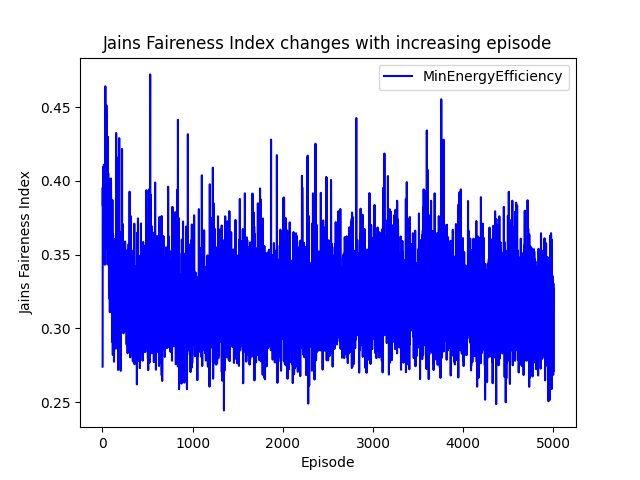 Jains Faireness Index changes with increasing episode
MinEnergyEfficiency
0.45
0.40
0.35
0.30
0.25
Jains Faireness Index
0
1000
2000
3000
4000
5000
Episode